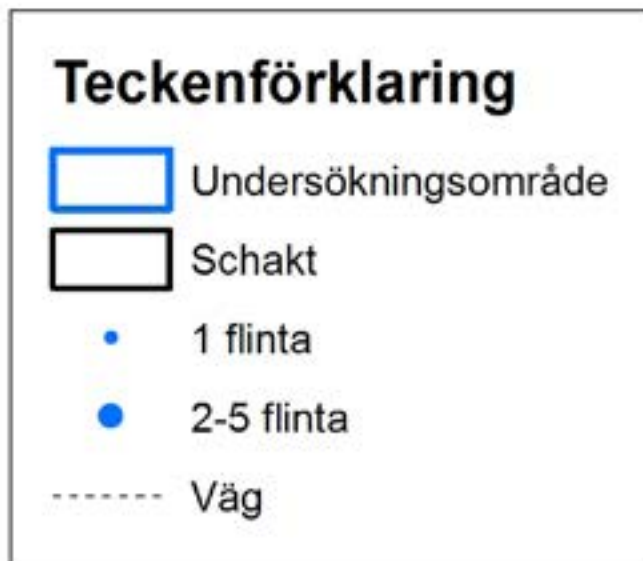 Teckenförklaring
Undersökningsområde
Schakt
1 flinta
2-5 flinta
Väg